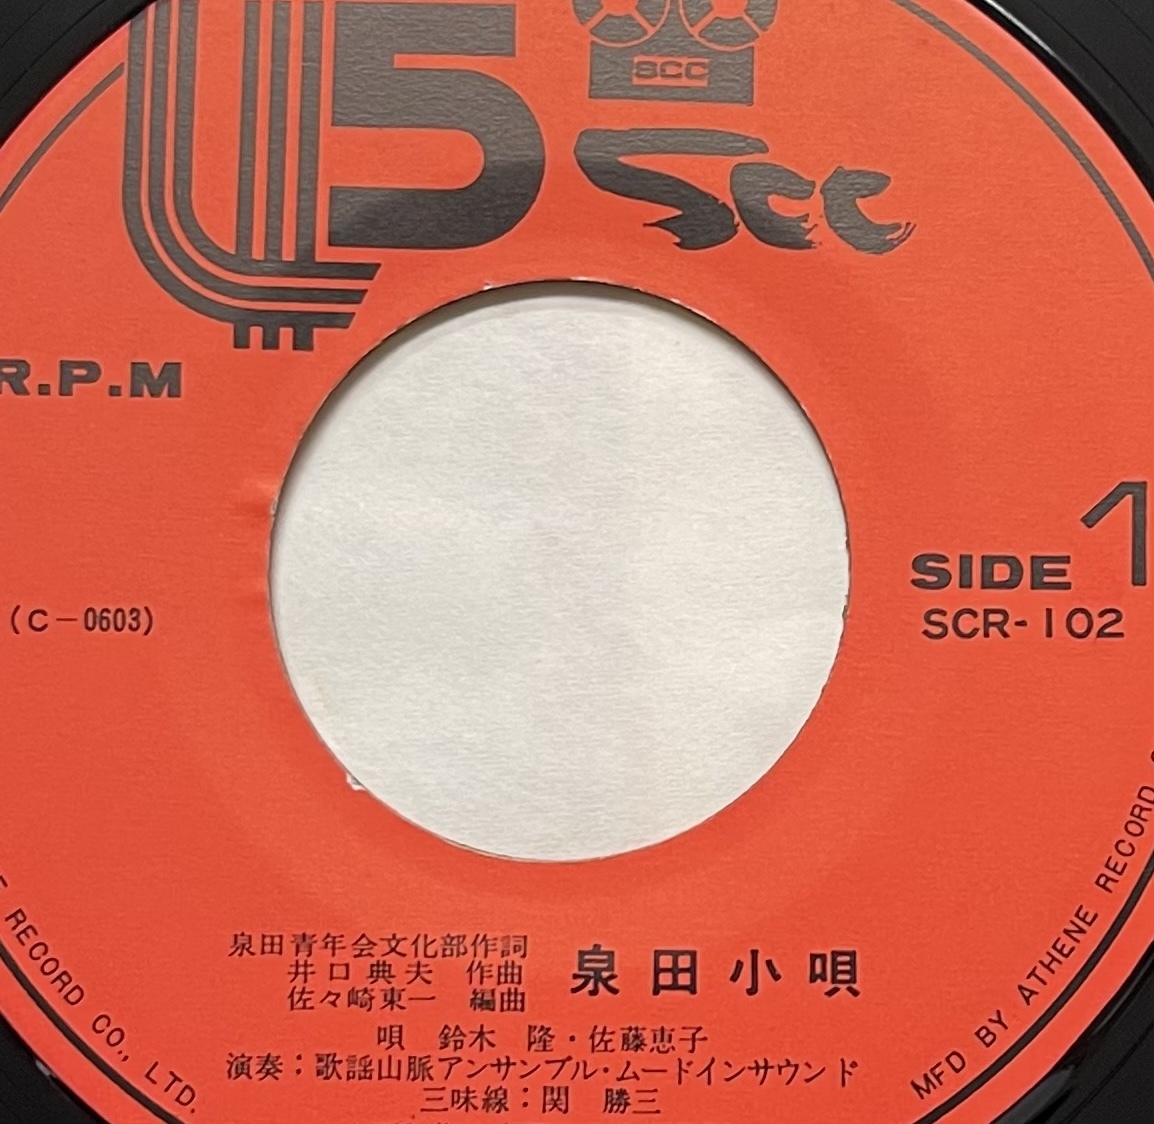 45
SCC
Scc
R.P.M
SIDE 1
(C-0603)
SCR-102
泉田青年会文化部作詞
井口典夫 作曲
佐々崎東一 編曲
泉田小唄
唄 鈴木 隆・佐藤恵子
演奏：歌謡山脈アンサンブル・ムードインサウンド
三味線：関 勝三
RECORD CO., LTD.
MFD BY ATHENE RECORD